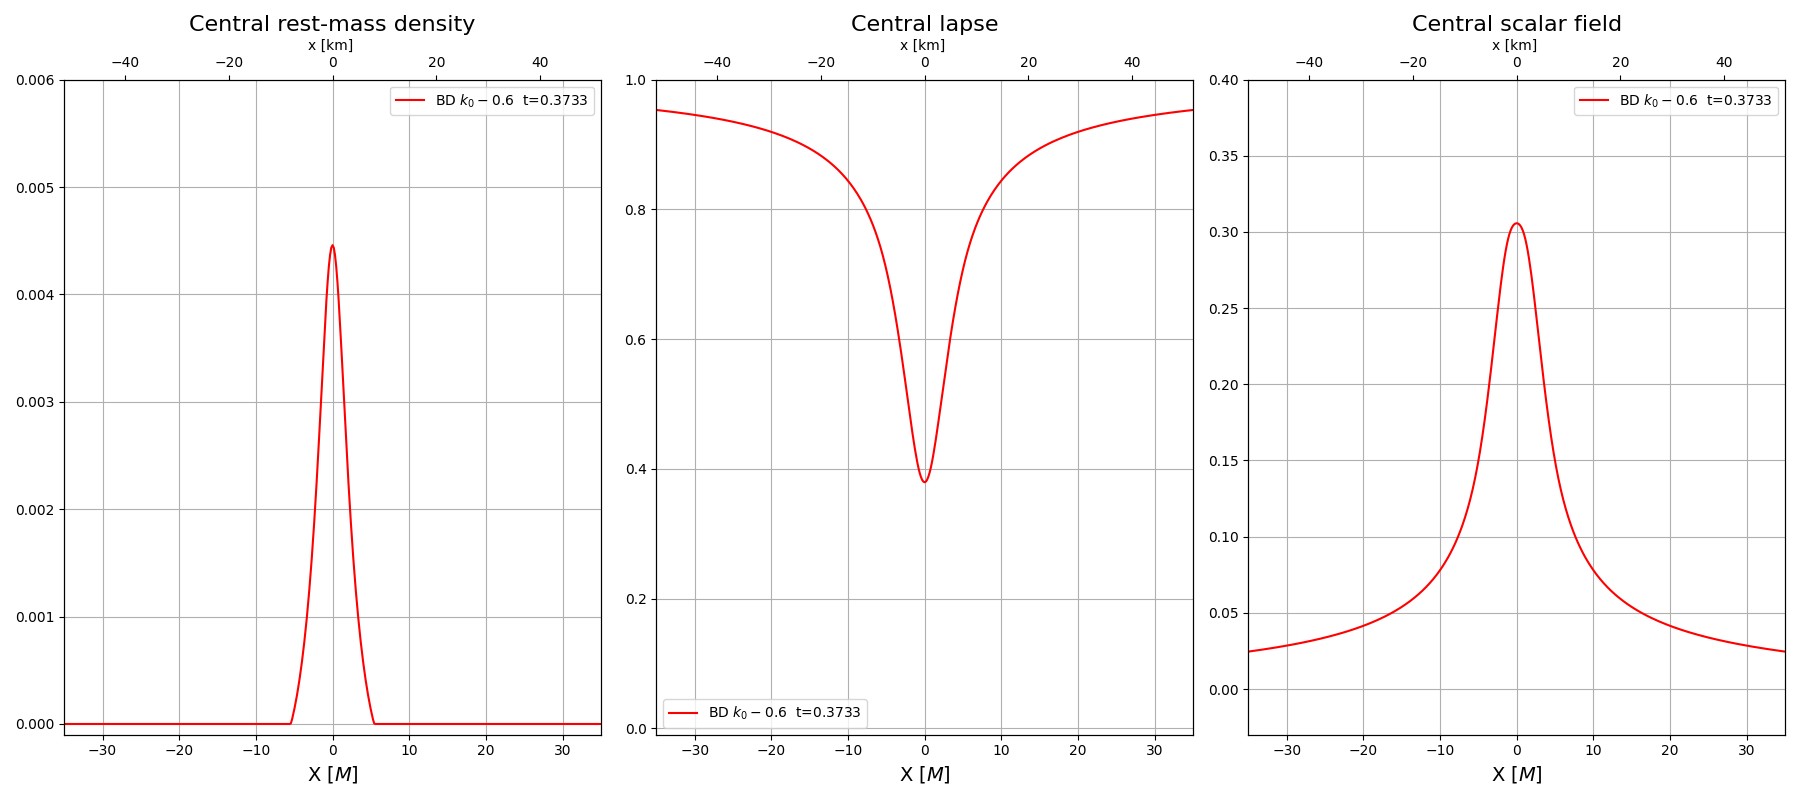 Central rest-mass density
x [km]
−40 −20 0 20 40
0.006
0.005
0.004
0.003
0.002
0.001
0.000
BD k₀ − 0.6 t=0.3733
−30 −20 −10 0 10 20 30
X [M]
Central lapse
x [km]
−40 −20 0 20 40
1.0
0.8
0.6
0.4
0.2
0.0
BD k₀ − 0.6 t=0.3733
−30 −20 −10 0 10 20 30
X [M]
Central scalar field
x [km]
−40 −20 0 20 40
0.40
0.35
0.30
0.25
0.20
0.15
0.10
0.05
0.00
BD k₀ − 0.6 t=0.3733
−30 −20 −10 0 10 20 30
X [M]